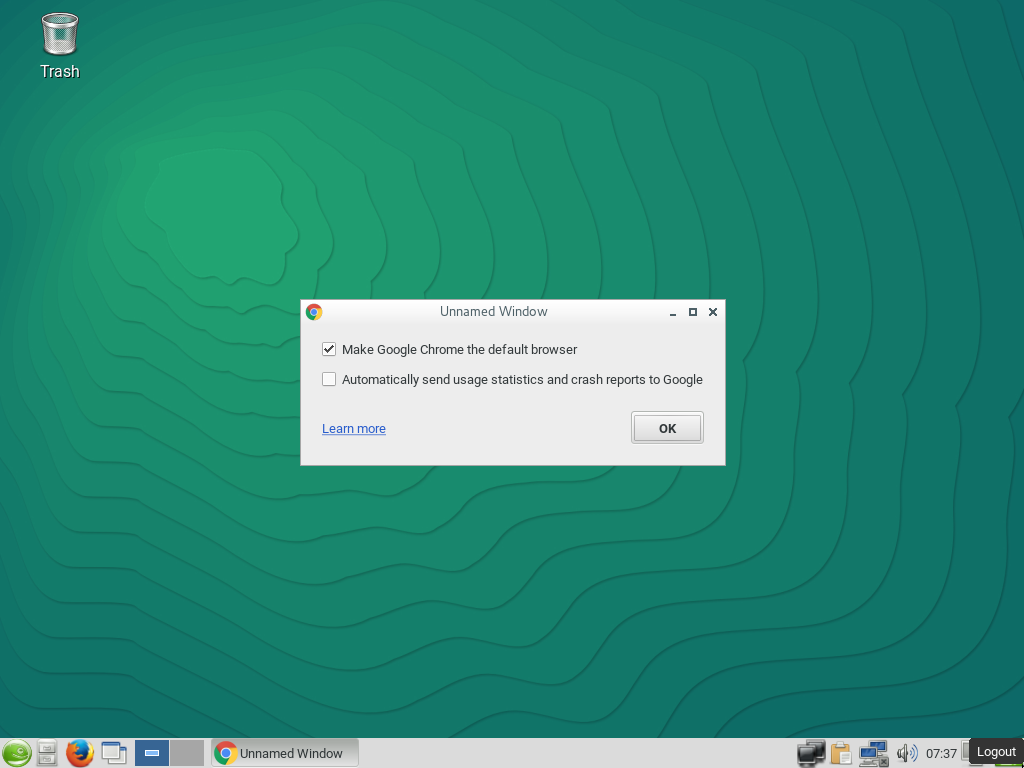 Trash
Unnamed Window
Make Google Chrome the default browser
Automatically send usage statistics and crash reports to Google
Learn more
OK
Unnamed Window
07:37
Logout